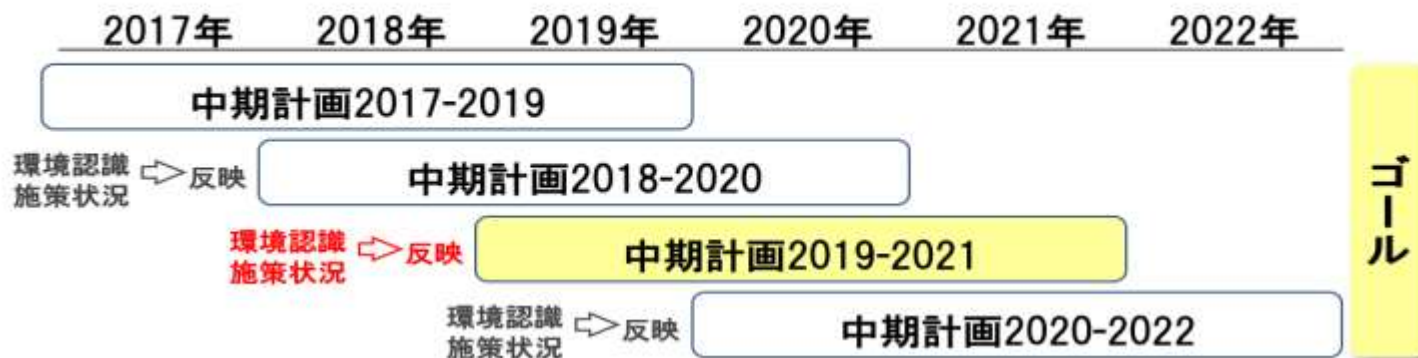 2017年 2018年 2019年 2020年 2021年 2022年
中期計画2017-2019
環境認識
施策状況
反映
中期計画2018-2020
環境認識
施策状況
反映
中期計画2019-2021
環境認識
施策状況
反映
中期計画2020-2022
ゴール